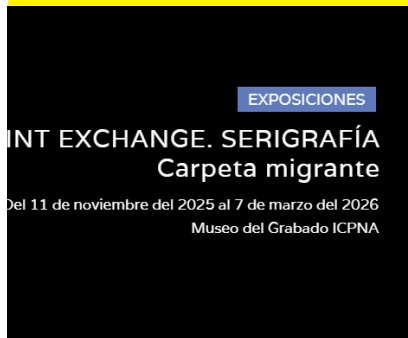 EXPOSICIONES
INT EXCHANGE. SERIGRAFÍA
Carpeta migrante
Del 11 de noviembre del 2025 al 7 de marzo del 2026
Museo del Grabado ICPNA